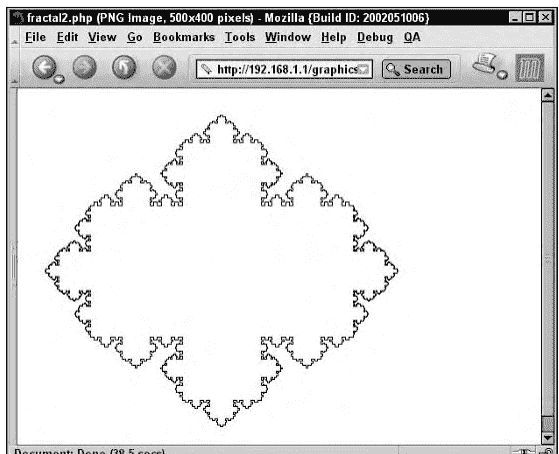 fractal2.php (PNG Image, 500x400 pixels) - Mozilla {Build ID: 2002051006}
File Edit View Go Bookmarks Tools Window Help Debug QA
http://192.168.1.1/graphics Search
Document: Done (38.5 secs)